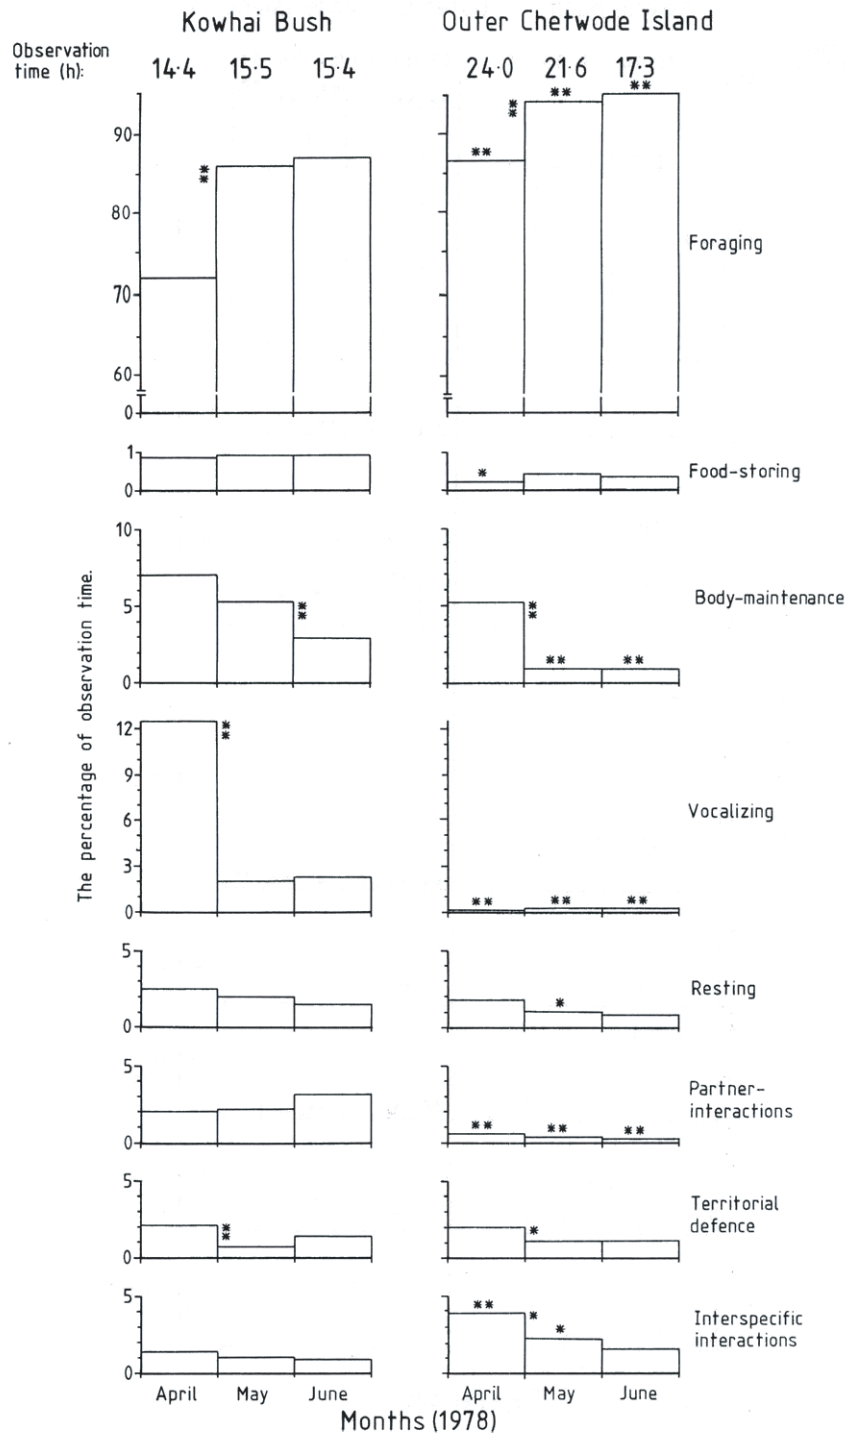 Kowhai Bush
Outer Chetwode Island
Observation
time (h):
14·4 15·5 15·4
24·0 21·6 17·3
90
80
70
60
0
**
**
**
**
**
Foraging
1
0
*
Food-storing
10
5
0
**
**
**
**
Body-maintenance
12
9
6
3
0
**
**
**
**
Vocalizing
5
0
*
Resting
5
0
**
**
**
Partner-
interactions
5
0
**
*
Territorial
defence
5
0
**
*
*
Interspecific
interactions
The percentage of observation time.
April May June
April May June
Months (1978)